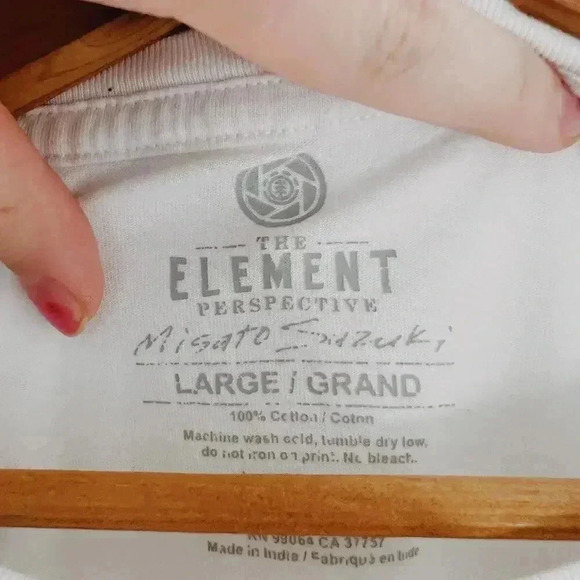 THE
ELEMENT
PERSPECTIVE
Misato Suzuki
LARGE / GRAND
100% Cotton / Coton
Machine wash cold, tumble dry low.
do not iron on print. No bleach.
RN 99064 CA 37757
Made in India / Fabriqué en Inde